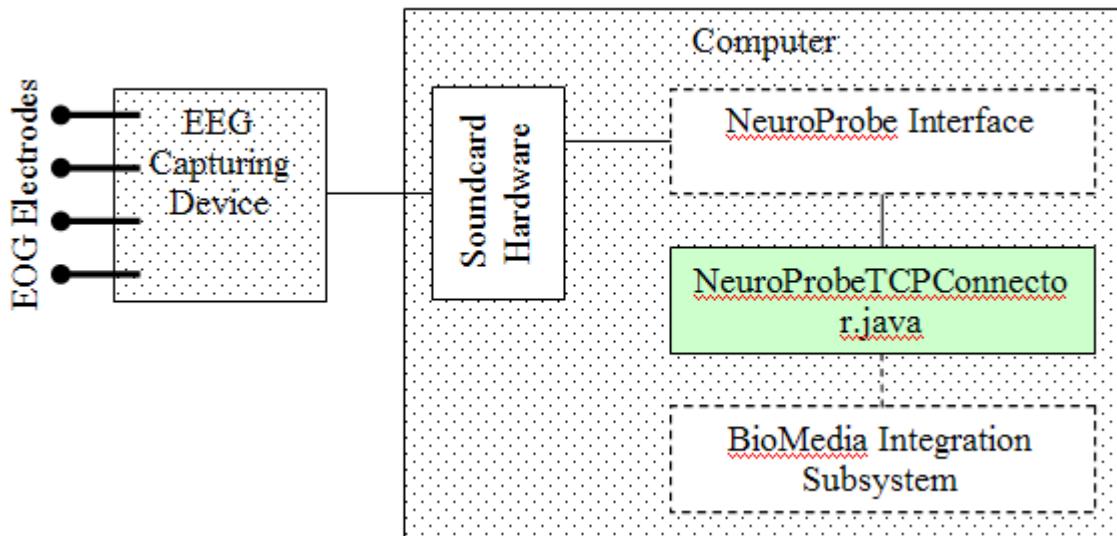 Computer
EOG Electrodes
EEG
Capturing
Device
Soundcard
Hardware
NeuroProbe Interface
NeuroProbeTCPConnecto
r.java
BioMedia Integration
Subsystem